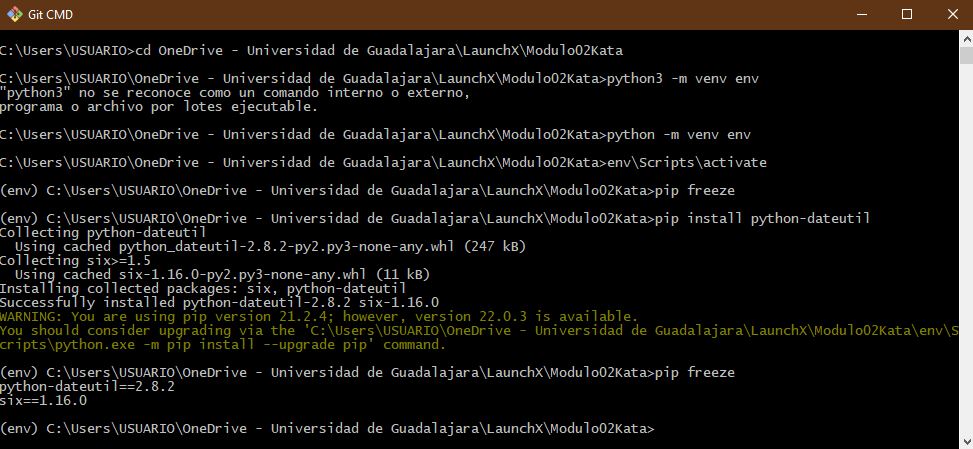 Git CMD
C:\Users\USUARIO>cd OneDrive - Universidad de Guadalajara\LaunchX\Modulo02Kata
C:\Users\USUARIO\OneDrive - Universidad de Guadalajara\LaunchX\Modulo02Kata>python3 -m venv env
"python3" no se reconoce como un comando interno o externo,
programa o archivo por lotes ejecutable.
C:\Users\USUARIO\OneDrive - Universidad de Guadalajara\LaunchX\Modulo02Kata>python -m venv env
C:\Users\USUARIO\OneDrive - Universidad de Guadalajara\LaunchX\Modulo02Kata>env\Scripts\activate
(env) C:\Users\USUARIO\OneDrive - Universidad de Guadalajara\LaunchX\Modulo02Kata>pip freeze
(env) C:\Users\USUARIO\OneDrive - Universidad de Guadalajara\LaunchX\Modulo02Kata>pip install python-dateutil
Collecting python-dateutil
  Using cached python_dateutil-2.8.2-py2.py3-none-any.whl (247 kB)
Collecting six>=1.5
  Using cached six-1.16.0-py2.py3-none-any.whl (11 kB)
Installing collected packages: six, python-dateutil
Successfully installed python-dateutil-2.8.2 six-1.16.0
WARNING: You are using pip version 21.2.4; however, version 22.0.3 is available.
You should consider upgrading via the 'C:\Users\USUARIO\OneDrive - Universidad de Guadalajara\LaunchX\Modulo02Kata\env\S
cripts\python.exe -m pip install --upgrade pip' command.
(env) C:\Users\USUARIO\OneDrive - Universidad de Guadalajara\LaunchX\Modulo02Kata>pip freeze
python-dateutil==2.8.2
six==1.16.0
(env) C:\Users\USUARIO\OneDrive - Universidad de Guadalajara\LaunchX\Modulo02Kata>